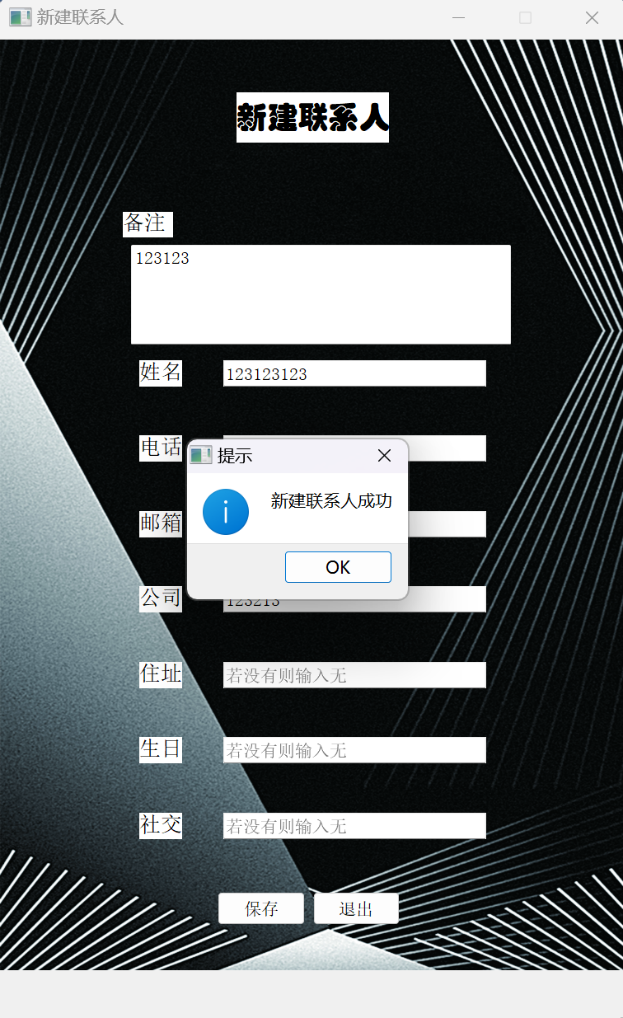 新建联系人
新建联系人
备注
123123
姓名
123123123
电话
提示
新建联系人成功
邮箱
OK
公司
123213
住址
若没有则输入无
生日
若没有则输入无
社交
若没有则输入无
保存
退出